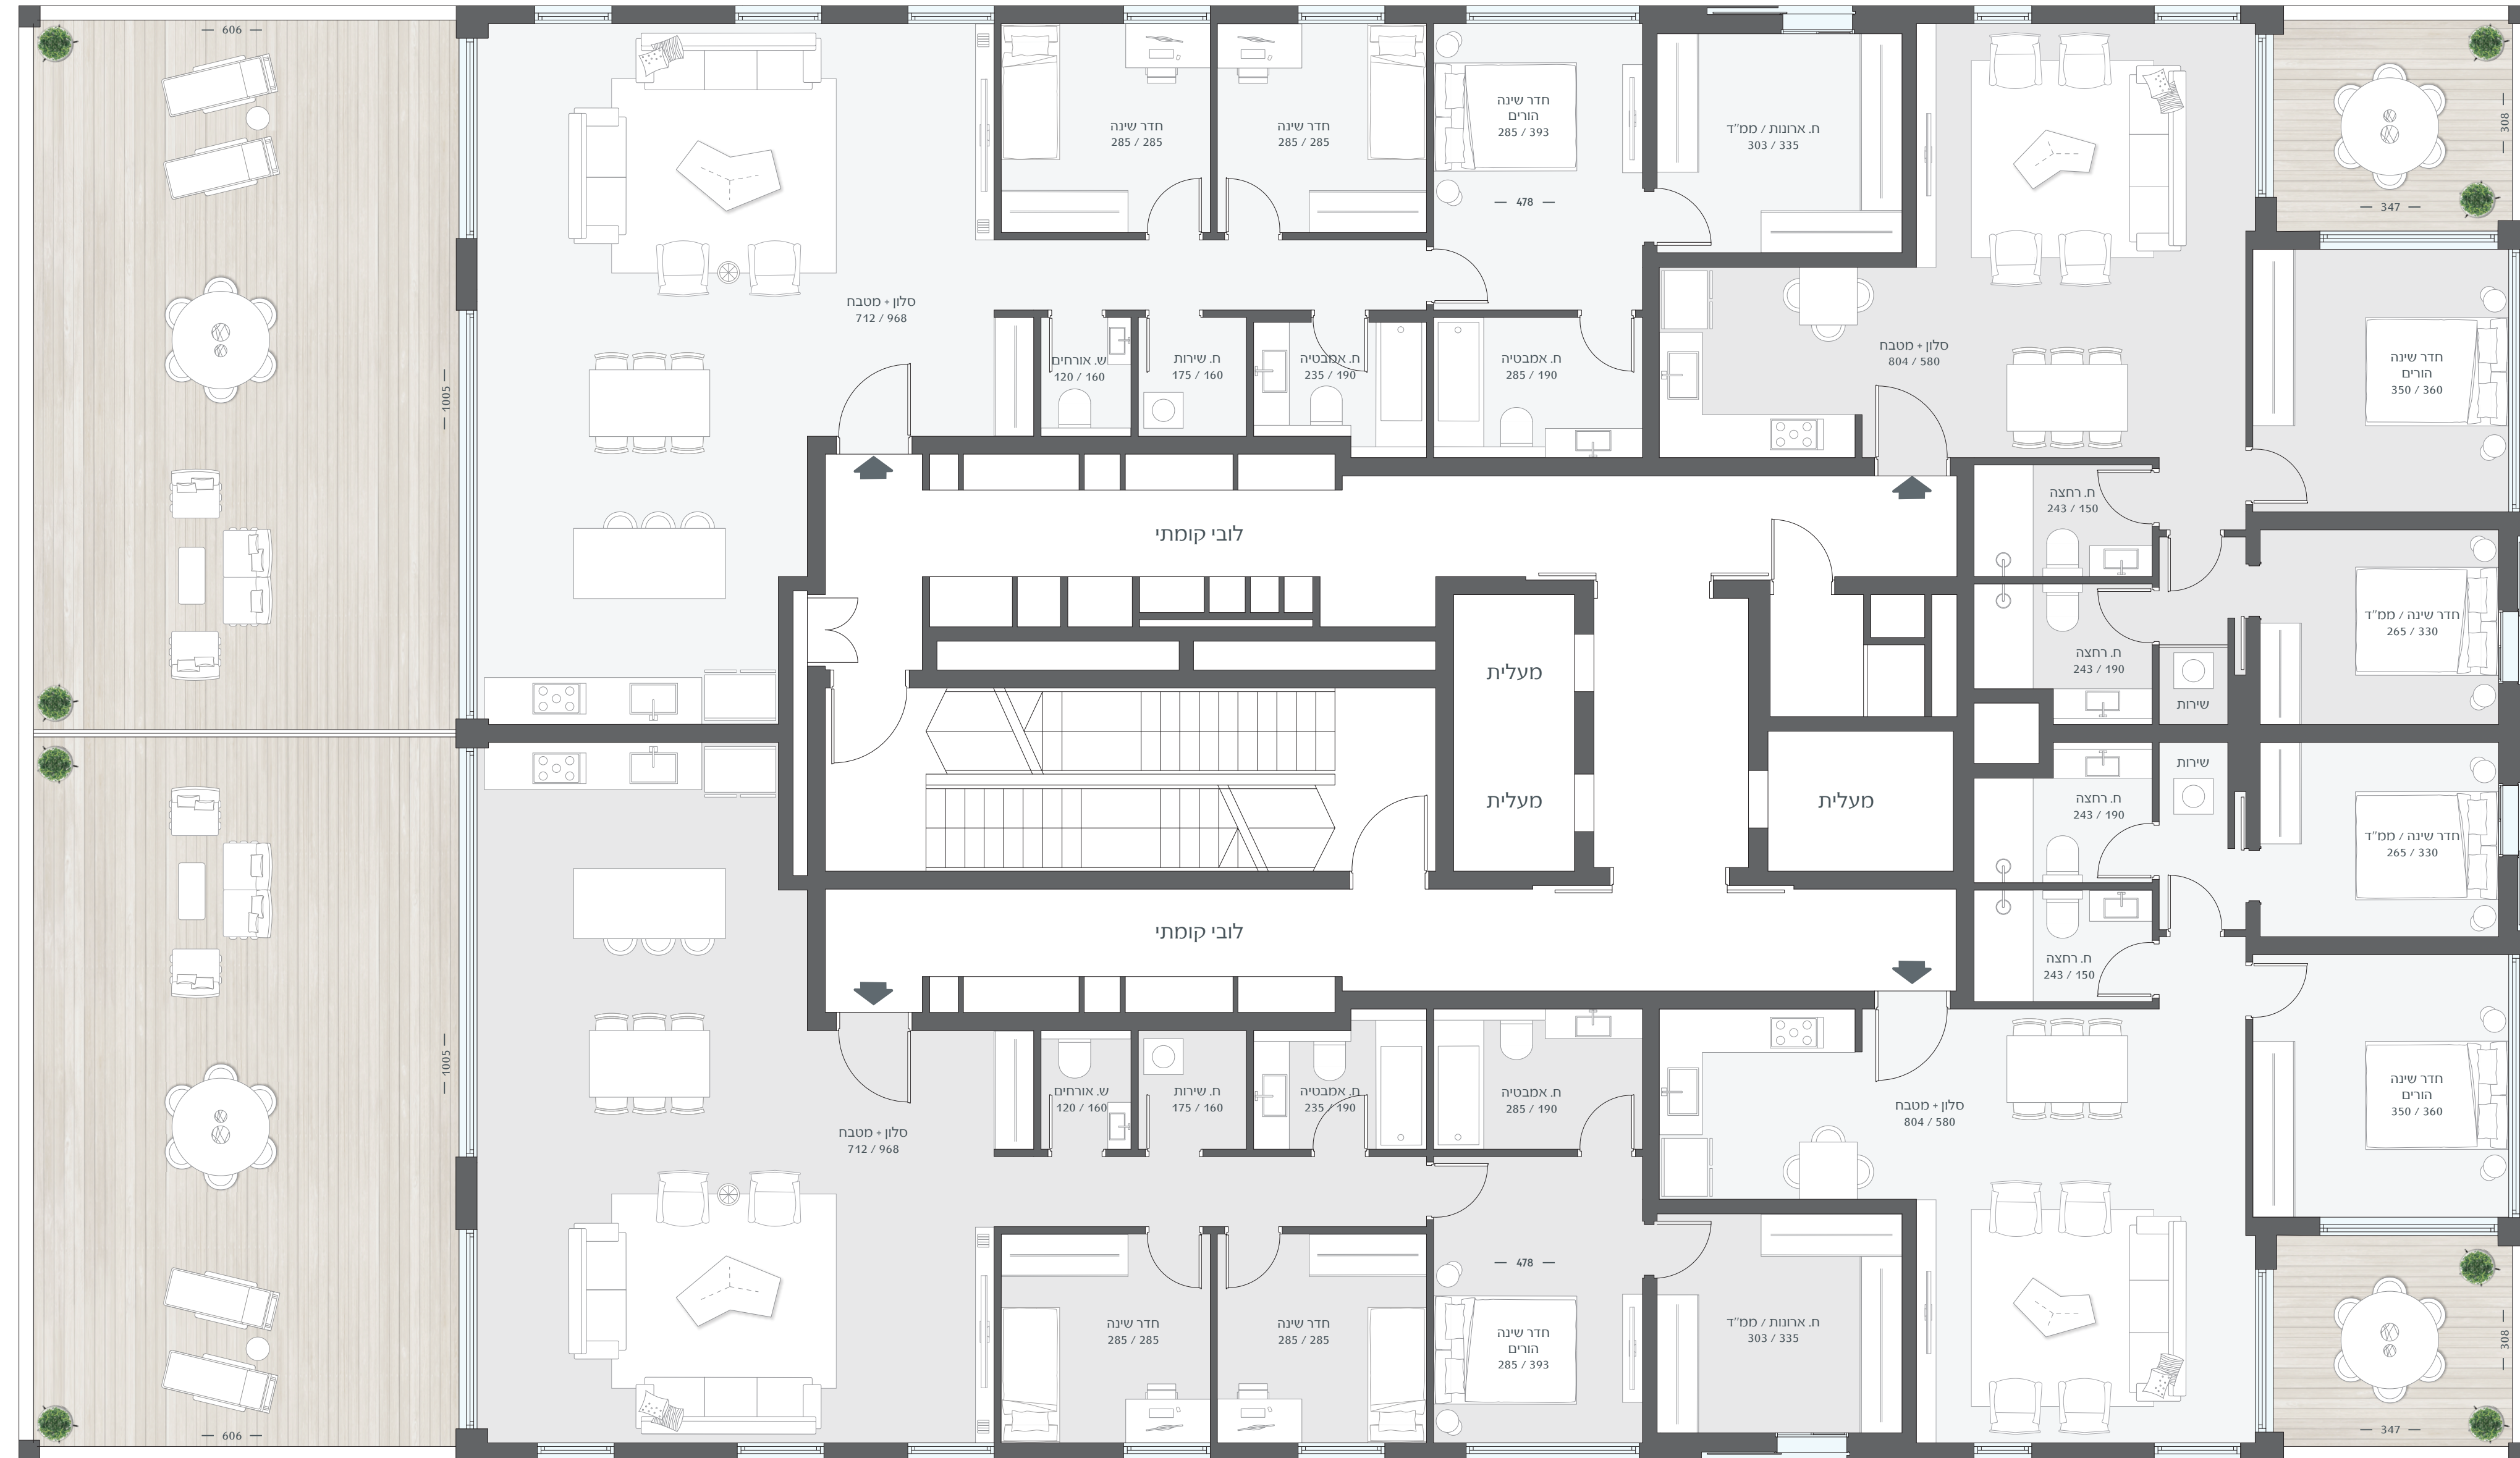 606
308
347
1005
חדר שינה
285 / 285
חדר שינה
285 / 285
חדר שינה
הורים
285 / 393
478
ח. ארונות / ממ"ד
303 / 335
סלון + מטבח
712 / 968
ש. אורחים
120 / 160
ח. שירות
175 / 160
ח. אמבטיה
235 / 190
ח. אמבטיה
285 / 190
סלון + מטבח
804 / 580
חדר שינה
הורים
350 / 360
ח. רחצה
243 / 150
לובי קומתי
חדר שינה / ממ"ד
265 / 330
ח. רחצה
243 / 190
שירות
מעלית
מעלית
מעלית
שירות
ח. רחצה
243 / 190
חדר שינה / ממ"ד
265 / 330
לובי קומתי
ח. רחצה
243 / 150
1005
סלון + מטבח
712 / 968
ש. אורחים
120 / 160
ח. שירות
175 / 160
ח. אמבטיה
235 / 190
ח. אמבטיה
285 / 190
סלון + מטבח
804 / 580
חדר שינה
הורים
350 / 360
478
חדר שינה
285 / 285
חדר שינה
285 / 285
חדר שינה
הורים
285 / 393
ח. ארונות / ממ"ד
303 / 335
308
347
606